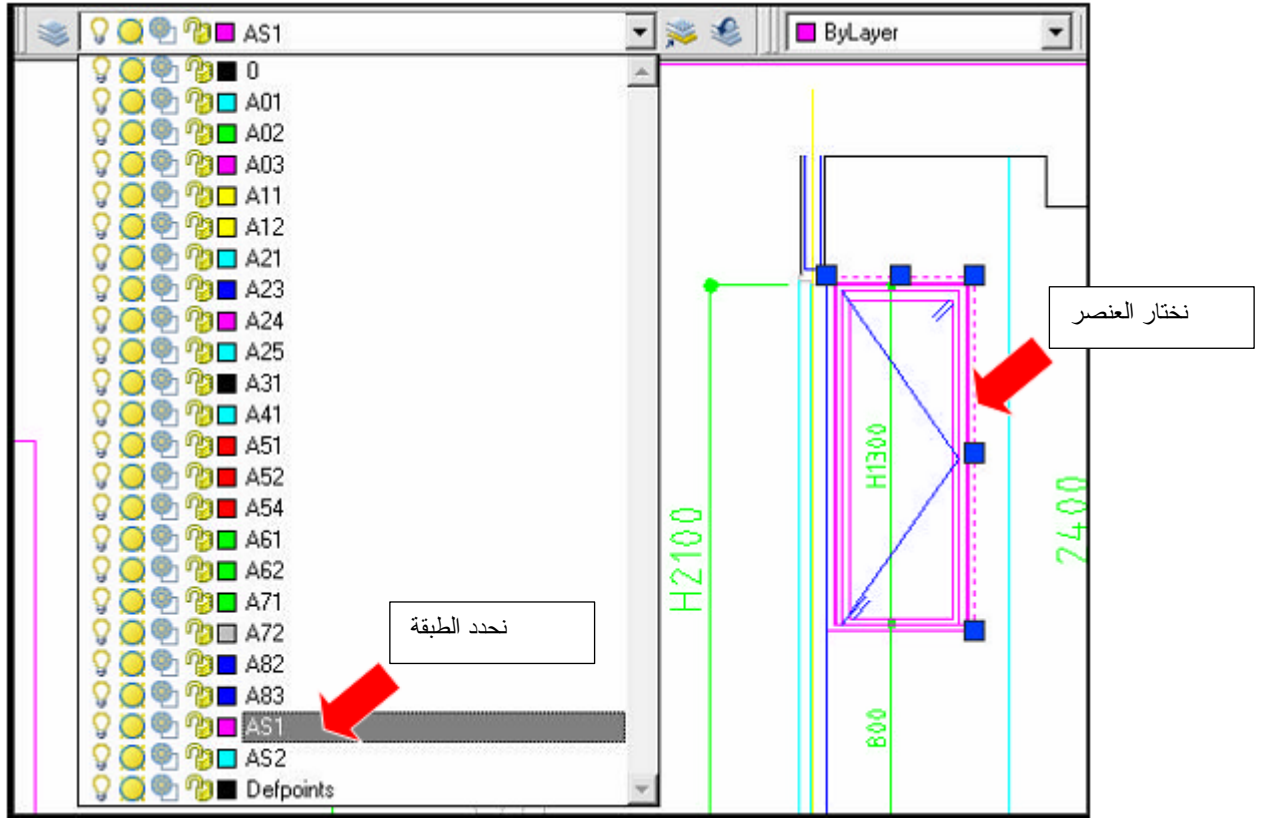 AS1
ByLayer
0
A01
A02
A03
A11
A12
A21
A23
A24
A25
A31
A41
A51
A52
A54
A61
A62
A71
A72
A82
A83
AS1
AS2
Defpoints
نحدد الطبقة
نختار العنصر
H2100
H1300
800
2400